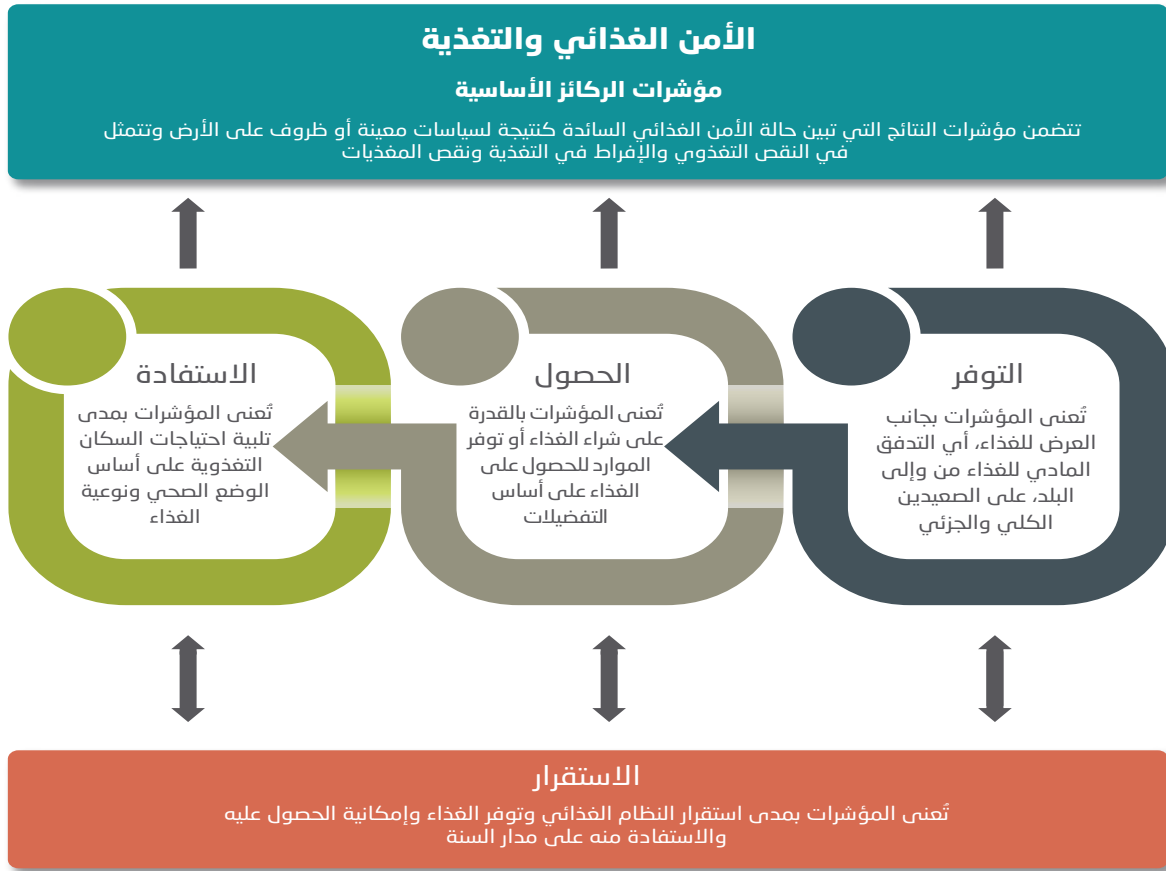 الأمن الغذائي والتغذية
مؤشرات الركائز الأساسية
تتضمن مؤشرات النتائج التي تبين حالة الأمن الغذائي السائدة كنتيجة لسياسات معينة أو ظروف على الأرض وتتمثل
في النقص التغذوي والإفراط في التغذية ونقص المغذيات
التوفر
تُعنى المؤشرات بجانب
العرض للغذاء، أي التدفق
المادي للغذاء من وإلى
البلد، على الصعيدين
الكلي والجزئي
الحصول
تُعنى المؤشرات بالقدرة
على شراء الغذاء أو توفر
الموارد للحصول على
الغذاء على أساس
التفضيلات
الاستفادة
تُعنى المؤشرات بمدى
تلبية احتياجات السكان
التغذوية على أساس
الوضع الصحي ونوعية
الغذاء
الاستقرار
تُعنى المؤشرات بمدى استقرار النظام الغذائي وتوفر الغذاء وإمكانية الحصول عليه
والاستفادة منه على مدار السنة